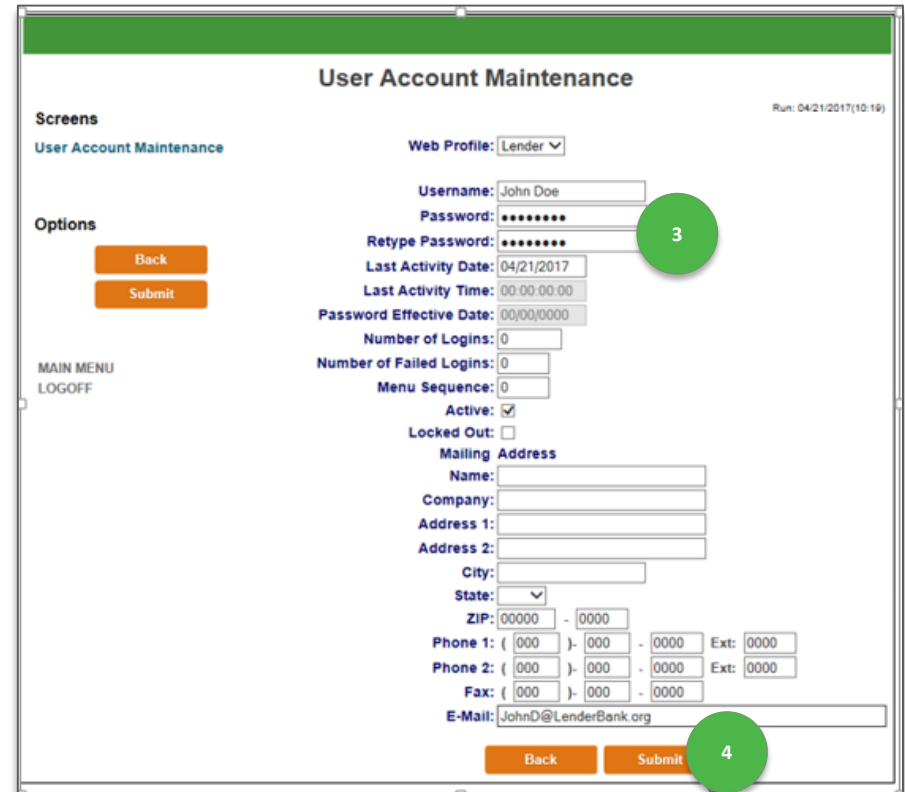 User Account Maintenance
Run: 04/21/2017(10:19)
Screens
User Account Maintenance
Web Profile: Lender
Username: John Doe
Options
Password: ••••••••
3
Retype Password: ••••••••
Back
Last Activity Date: 04/21/2017
Submit
Last Activity Time: 00:00:00:00
Password Effective Date: 00/00/0000
Number of Logins: 0
MAIN MENU
Number of Failed Logins: 0
LOGOFF
Menu Sequence: 0
Active:
Locked Out:
Mailing Address
Name:
Company:
Address 1:
Address 2:
City:
State:
ZIP: 00000 - 0000
Phone 1: ( 000 )- 000 - 0000 Ext: 0000
Phone 2: ( 000 )- 000 - 0000 Ext: 0000
Fax: ( 000 )- 000 - 0000
E-Mail: JohnD@LenderBank.org
Back Submit 4